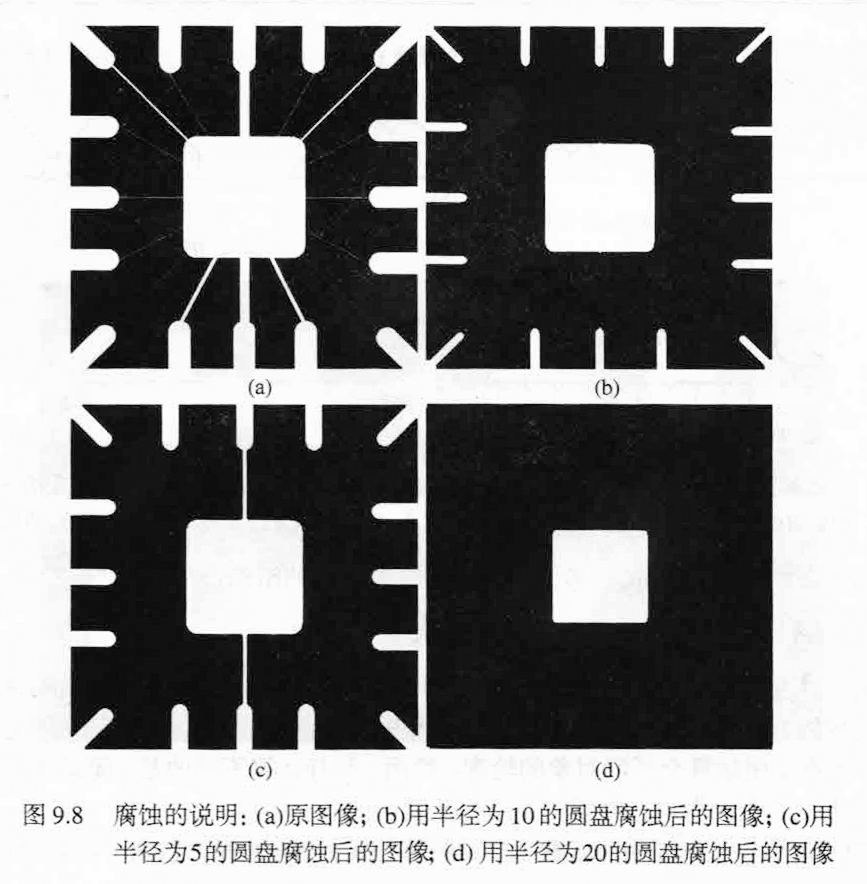 (a)
(b)
(c)
(d)
图 9.8 腐蚀的说明: (a)原图像; (b)用半径为 10 的圆盘腐蚀后的图像; (c)用
半径为5的圆盘腐蚀后的图像; (d) 用半径为20的圆盘腐蚀后的图像